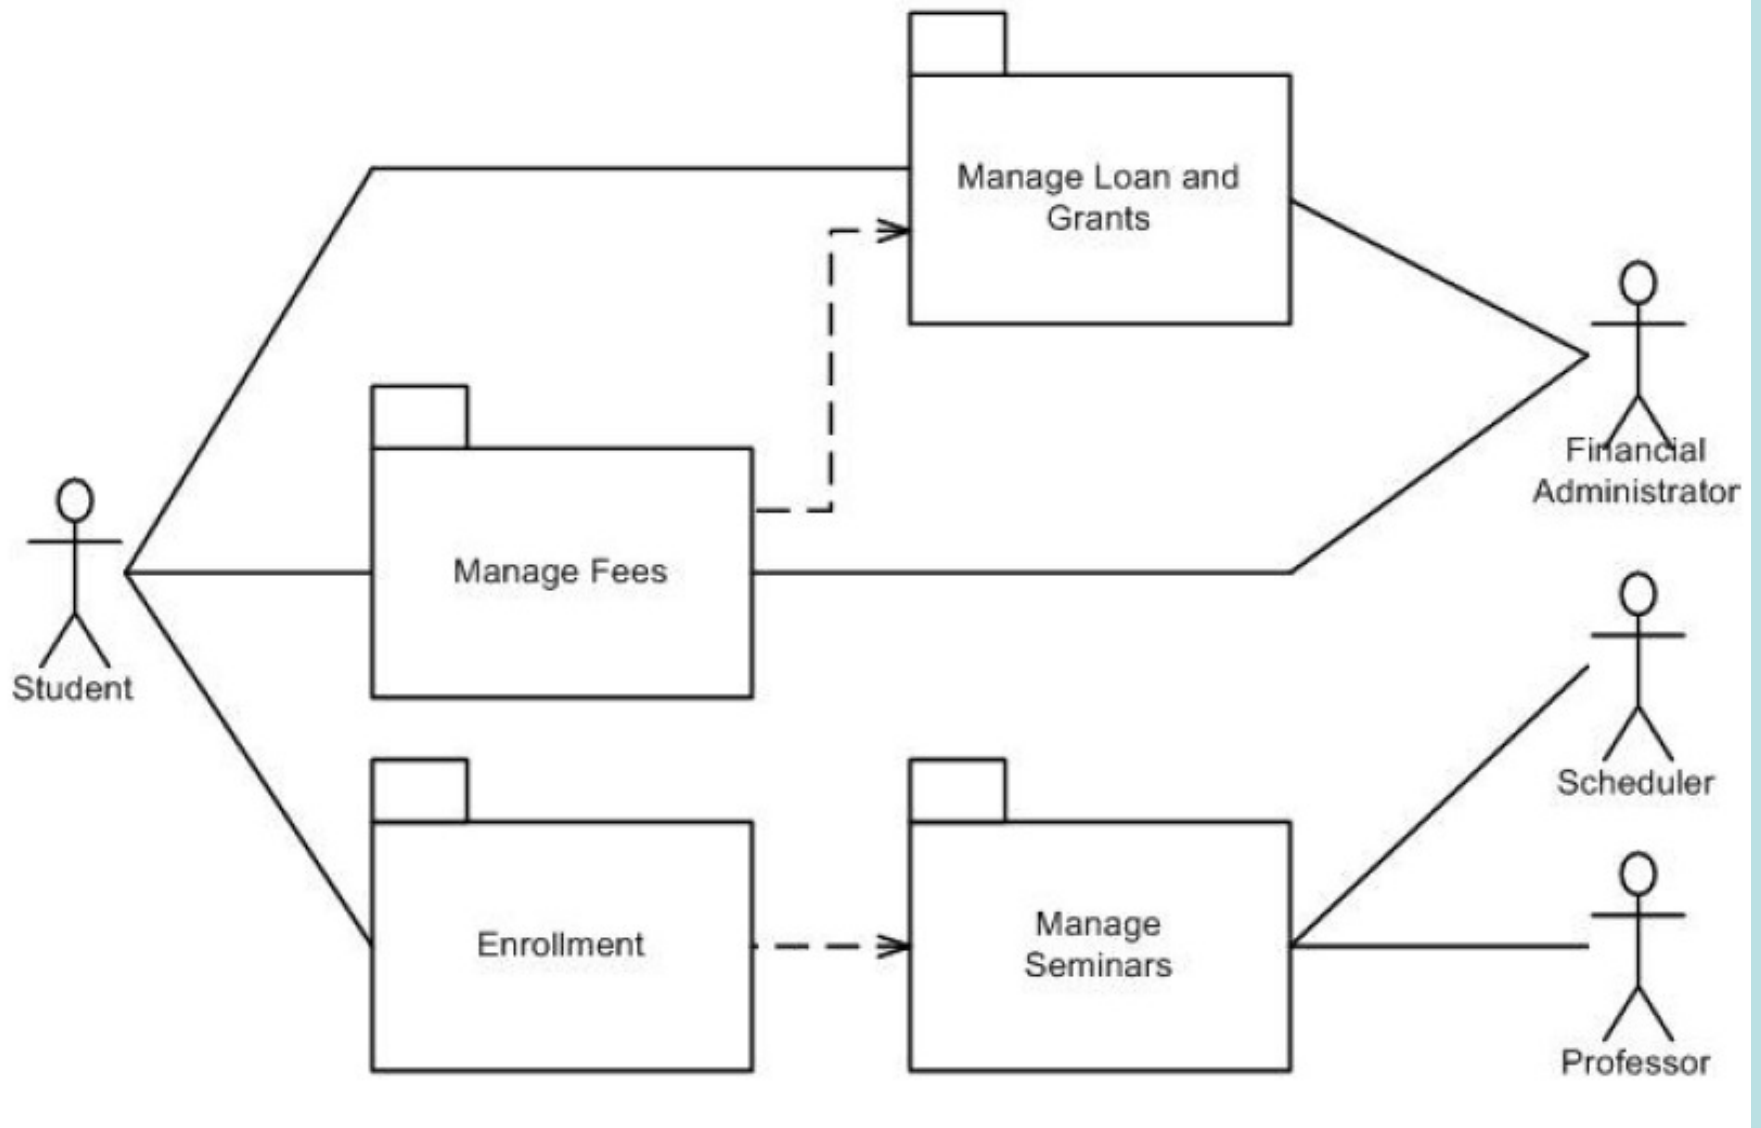 Manage Loan and
Grants
Financial
Administrator
Manage Fees
Student
Scheduler
Enrollment
Manage
Seminars
Professor